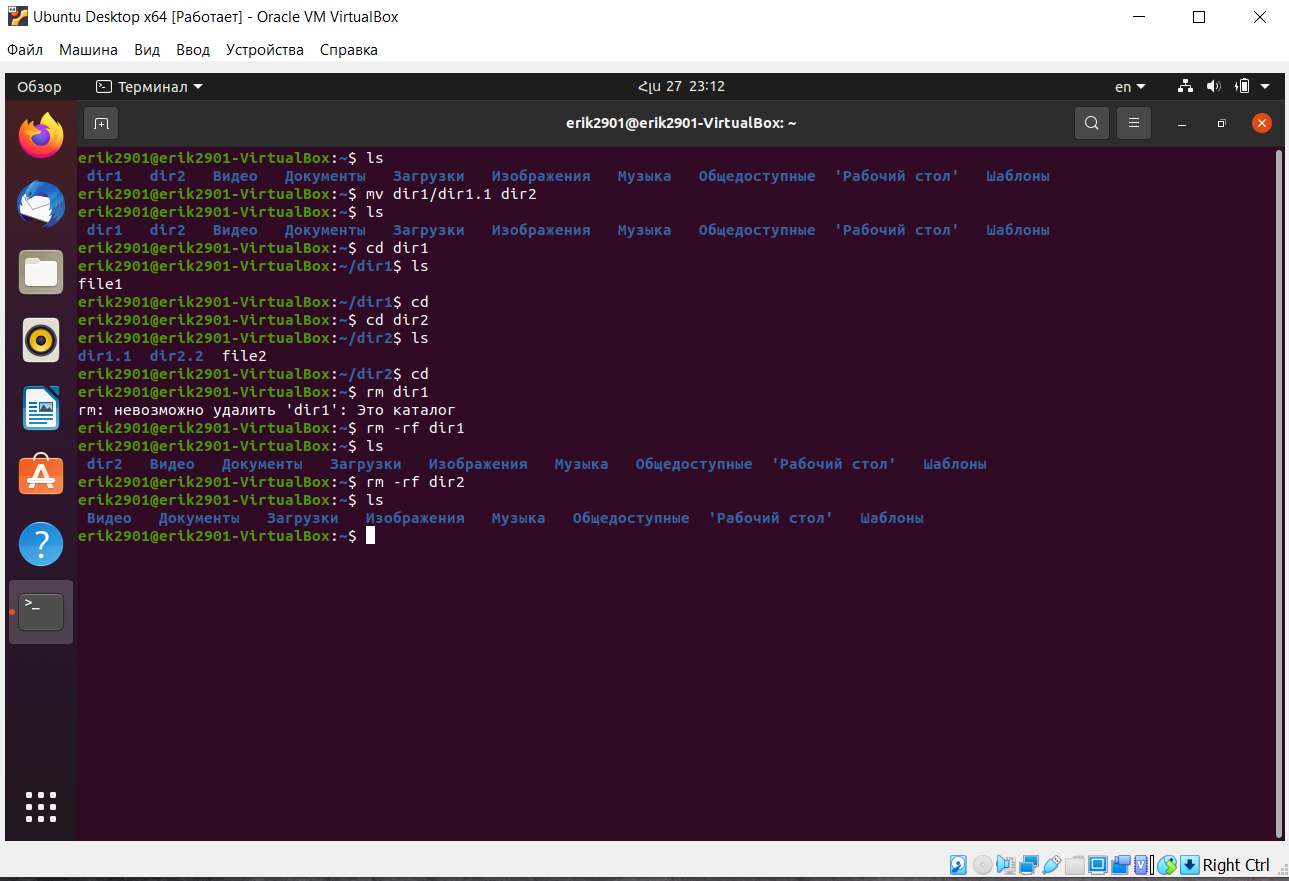 Ubuntu Desktop x64 [Работает] - Oracle VM VirtualBox
Файл Машина Вид Ввод Устройства Справка
Обзор Терминал Հլս 27 23:12 en
erik2901@erik2901-VirtualBox: ~
erik2901@erik2901-VirtualBox:~$ ls
dir1 dir2 Видео Документы Загрузки Изображения Музыка Общедоступные 'Рабочий стол' Шаблоны
erik2901@erik2901-VirtualBox:~$ mv dir1/dir1.1 dir2
erik2901@erik2901-VirtualBox:~$ ls
dir1 dir2 Видео Документы Загрузки Изображения Музыка Общедоступные 'Рабочий стол' Шаблоны
erik2901@erik2901-VirtualBox:~$ cd dir1
erik2901@erik2901-VirtualBox:~/dir1$ ls
file1
erik2901@erik2901-VirtualBox:~/dir1$ cd
erik2901@erik2901-VirtualBox:~$ cd dir2
erik2901@erik2901-VirtualBox:~/dir2$ ls
dir1.1 dir2.2 file2
erik2901@erik2901-VirtualBox:~/dir2$ cd
erik2901@erik2901-VirtualBox:~$ rm dir1
rm: невозможно удалить 'dir1': Это каталог
erik2901@erik2901-VirtualBox:~$ rm -rf dir1
erik2901@erik2901-VirtualBox:~$ ls
dir2 Видео Документы Загрузки Изображения Музыка Общедоступные 'Рабочий стол' Шаблоны
erik2901@erik2901-VirtualBox:~$ rm -rf dir2
erik2901@erik2901-VirtualBox:~$ ls
Видео Документы Загрузки Изображения Музыка Общедоступные 'Рабочий стол' Шаблоны
erik2901@erik2901-VirtualBox:~$
Right Ctrl